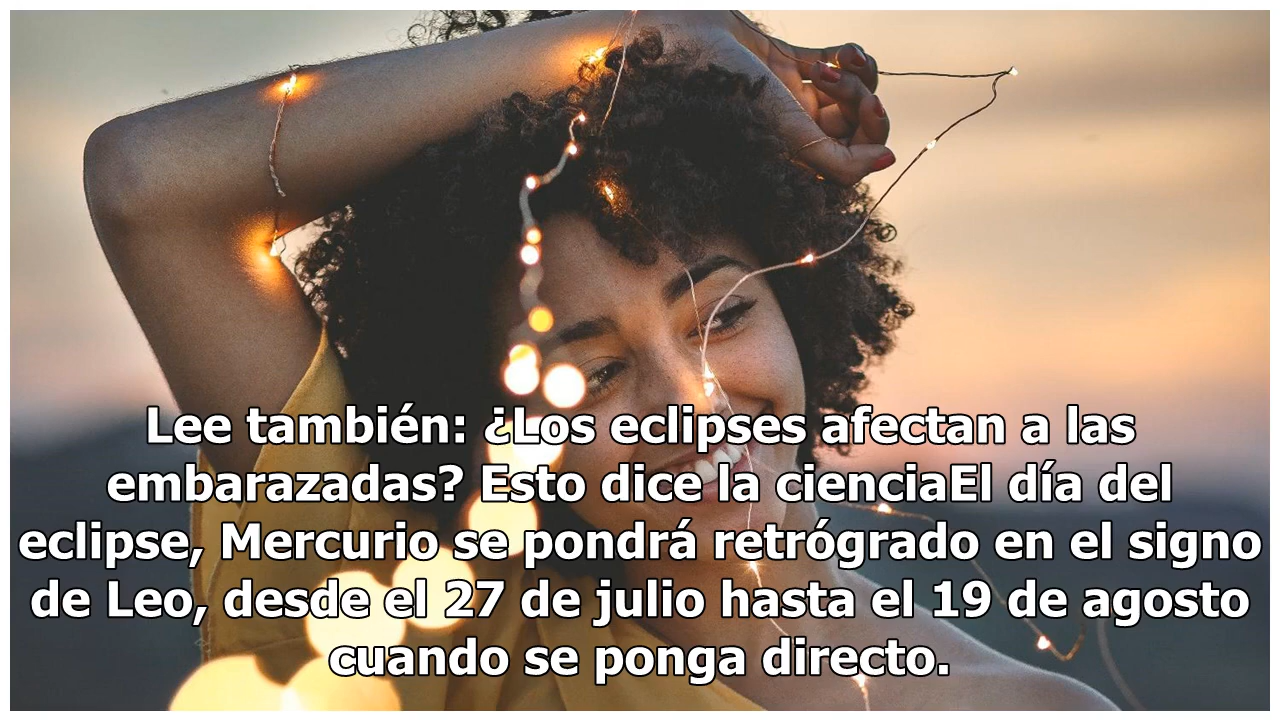 Lee también: ¿Los eclipses afectan a las
embarazadas? Esto dice la cienciaEl día del
eclipse, Mercurio se pondrá retrógrado en el signo
de Leo, desde el 27 de julio hasta el 19 de agosto
cuando se ponga directo.